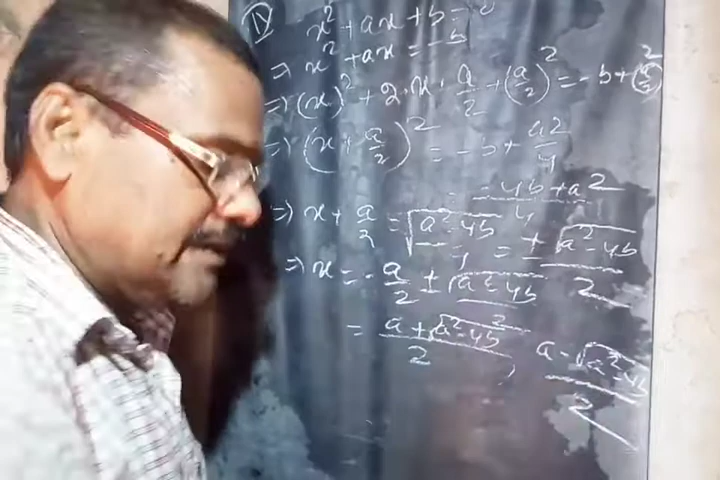 IV) x² + ax + b = 0
⇒ x² + ax = -b
⇒ (x)² + 2·x·a/2 + (a/2)² = -b + (a/2)²
⇒ (x + a/2)² = -b + a²/4
= -4b + a²/4
⇒ x + a/2 = √a² - 4b/4 = ± √a² - 4b/2
⇒ x = -a/2 ± √a² - 4b/2
= a + √a² - 4b/2 , a - √a² - 4b/2